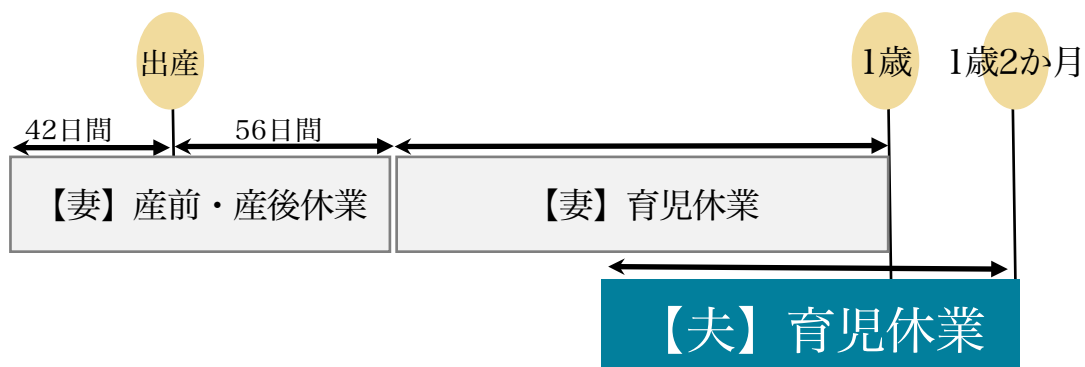 出産
1歳
1歳2か月
42日間
56日間
【妻】産前・産後休業
【妻】育児休業
【夫】育児休業